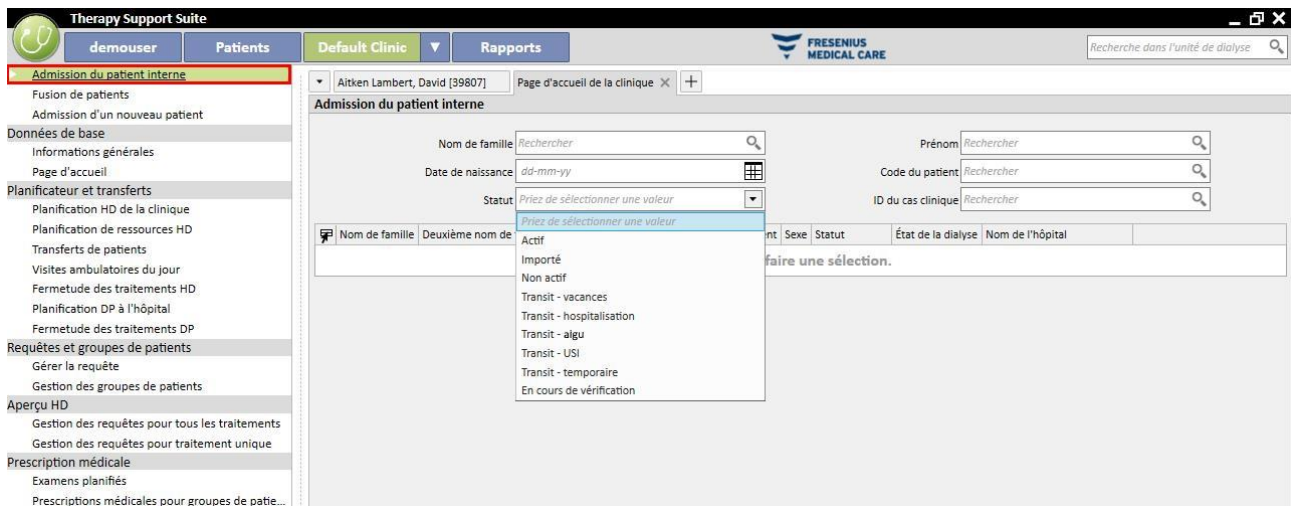 Therapy Support Suite
demouser Patients Default Clinic Rapports FRESENIUS MEDICAL CARE Recherche dans l'unité de dialyse
Admission du patient interne
Fusion de patients
Admission d'un nouveau patient
Données de base
Informations générales
Page d'accueil
Planificateur et transferts
Planification HD de la clinique
Planification de ressources HD
Transferts de patients
Visites ambulatoires du jour
Fermetude des traitements HD
Planification DP à l'hôpital
Fermetude des traitements DP
Requêtes et groupes de patients
Gérer la requête
Gestion des groupes de patients
Aperçu HD
Gestion des requêtes pour tous les traitements
Gestion des requêtes pour traitement unique
Prescription médicale
Examens planifiés
Prescriptions médicales pour groupes de patie...
Aitken Lambert, David [39807] Page d'accueil de la clinique
Admission du patient interne
Nom de famille Rechercher Prénom Rechercher
Date de naissance dd-mm-yy Code du patient Rechercher
Statut Priez de sélectionner une valeur ID du cas clinique Rechercher
Priez de sélectionner une valeur
Nom de famille Deuxième nom de nt Sexe Statut État de la dialyse Nom de l'hôpital
faire une sélection.
Actif
Importé
Non actif
Transit - vacances
Transit - hospitalisation
Transit - algu
Transit - USI
Transit - temporaire
En cours de vérification